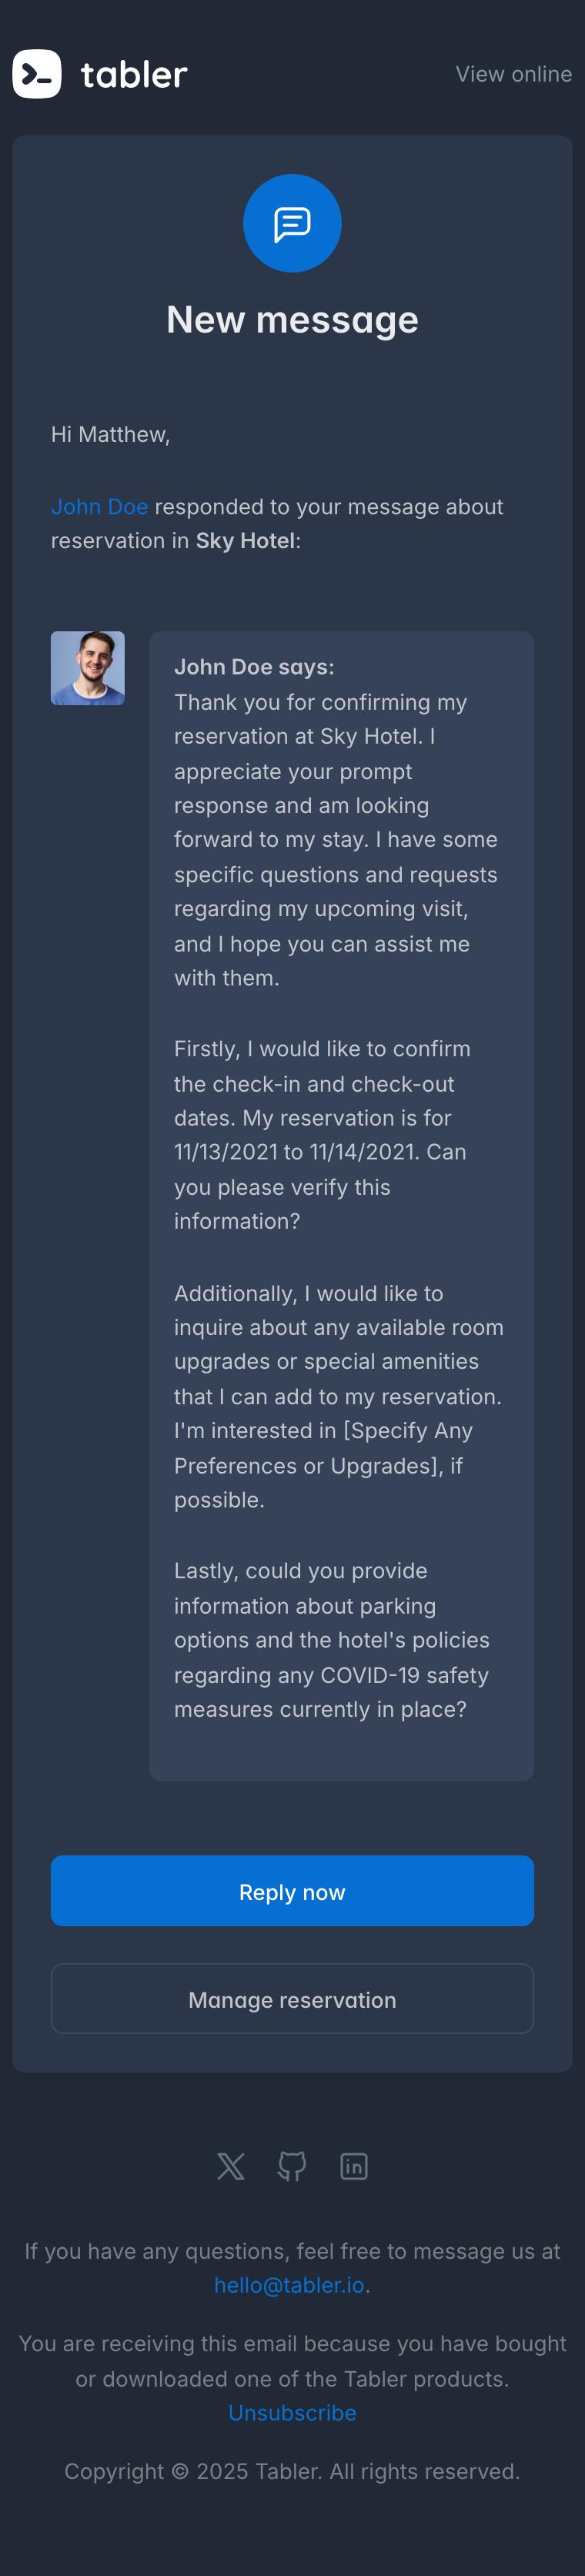 tabler
View online
New message
Hi Matthew,
John Doe responded to your message about
reservation in Sky Hotel:
John Doe says:
Thank you for confirming my
reservation at Sky Hotel. I
appreciate your prompt
response and am looking
forward to my stay. I have some
specific questions and requests
regarding my upcoming visit,
and I hope you can assist me
with them.
Firstly, I would like to confirm
the check-in and check-out
dates. My reservation is for
11/13/2021 to 11/14/2021. Can
you please verify this
information?
Additionally, I would like to
inquire about any available room
upgrades or special amenities
that I can add to my reservation.
I'm interested in [Specify Any
Preferences or Upgrades], if
possible.
Lastly, could you provide
information about parking
options and the hotel's policies
regarding any COVID-19 safety
measures currently in place?
Reply now
Manage reservation
If you have any questions, feel free to message us at
hello@tabler.io.
You are receiving this email because you have bought
or downloaded one of the Tabler products.
Unsubscribe
Copyright © 2025 Tabler. All rights reserved.